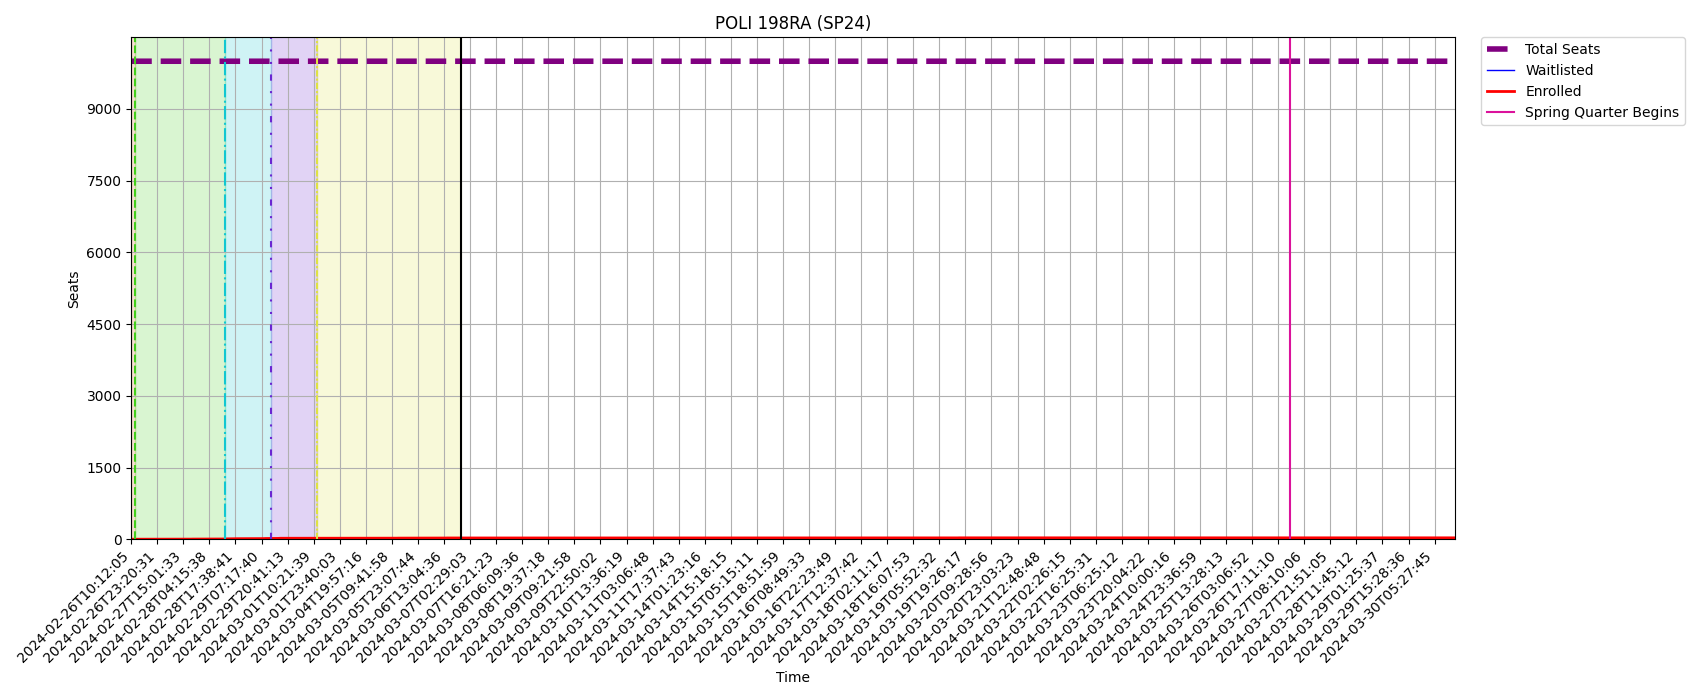 POLI 198RA (SP24)
Total Seats
Waitlisted
Enrolled
Spring Quarter Begins
Seats
9000
7500
6000
4500
3000
1500
0
2024-02-26T10:12:05
2024-02-26T23:20:31
2024-02-27T15:01:33
2024-02-28T04:15:38
2024-02-28T17:38:41
2024-02-29T07:17:40
2024-02-29T20:41:13
2024-03-01T10:21:39
2024-03-01T23:40:03
2024-03-04T19:57:16
2024-03-05T09:41:58
2024-03-05T23:07:44
2024-03-06T13:04:36
2024-03-07T02:29:03
2024-03-07T16:21:23
2024-03-08T06:09:36
2024-03-08T19:37:18
2024-03-09T09:21:58
2024-03-09T22:50:02
2024-03-10T13:36:19
2024-03-11T03:06:48
2024-03-11T17:37:43
2024-03-14T01:23:16
2024-03-14T15:18:15
2024-03-15T05:15:11
2024-03-15T18:51:59
2024-03-16T08:49:33
2024-03-16T22:23:49
2024-03-17T12:37:42
2024-03-18T02:11:17
2024-03-18T16:07:53
2024-03-19T05:52:32
2024-03-19T19:26:17
2024-03-20T09:28:56
2024-03-20T23:03:23
2024-03-21T12:48:48
2024-03-22T02:26:15
2024-03-22T16:25:31
2024-03-23T06:25:12
2024-03-23T20:04:22
2024-03-24T10:00:16
2024-03-24T23:36:59
2024-03-25T13:28:13
2024-03-26T03:06:52
2024-03-26T17:11:10
2024-03-27T08:10:06
2024-03-27T21:51:05
2024-03-28T11:45:12
2024-03-29T01:25:37
2024-03-29T15:28:36
2024-03-30T05:27:45
Time